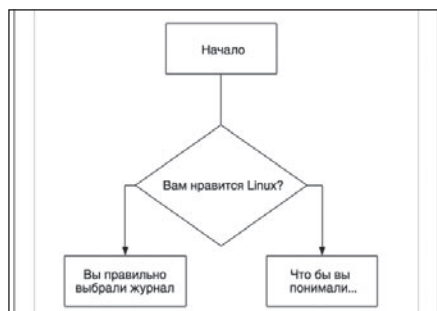 Начало
Вам нравится Linux?
Вы правильно
выбрали журнал
Что бы вы
понимали...